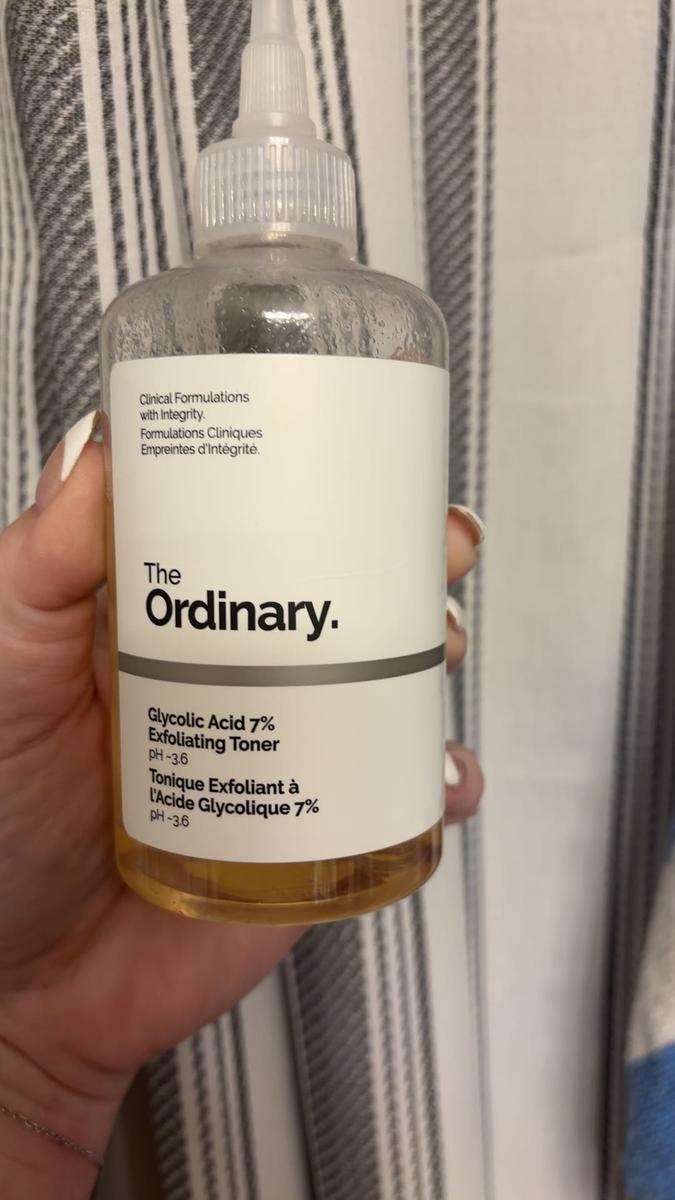 Clinical Formulations
with Integrity.
Formulations Cliniques
Empreintes d'Intégrité.
The
Ordinary.
Glycolic Acid 7%
Exfoliating Toner
pH ~3.6
Tonique Exfoliant à
l'Acide Glycolique 7%
pH ~3.6